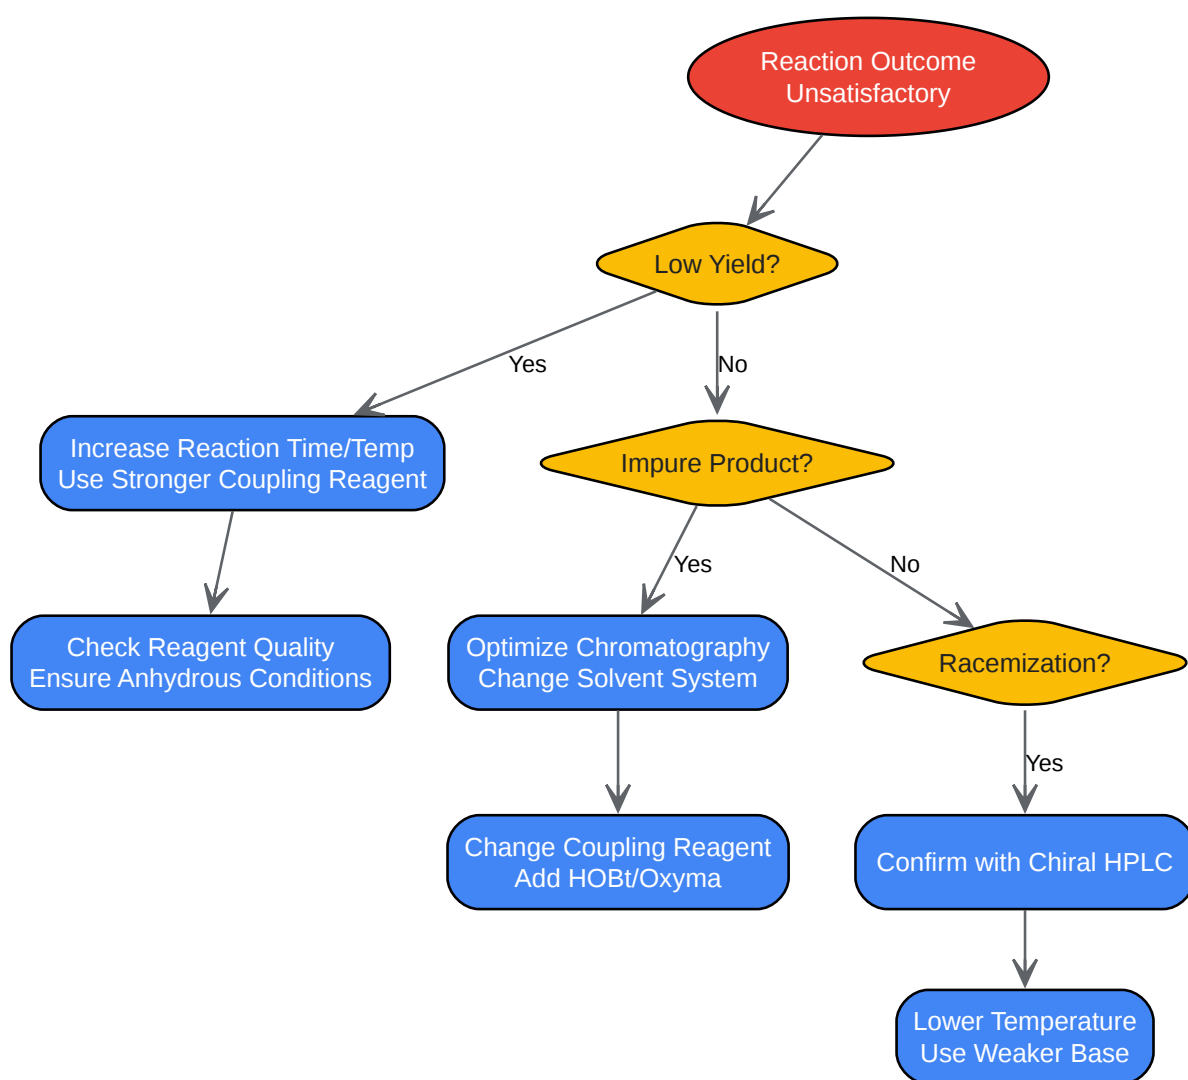 Reaction Outcome
Unsatisfactory
Low Yield?
Yes
No
Increase Reaction Time/Temp
Use Stronger Coupling Reagent
Impure Product?
Yes
No
Check Reagent Quality
Ensure Anhydrous Conditions
Optimize Chromatography
Change Solvent System
Racemization?
Yes
Change Coupling Reagent
Add HOBt/Oxyma
Confirm with Chiral HPLC
Lower Temperature
Use Weaker Base